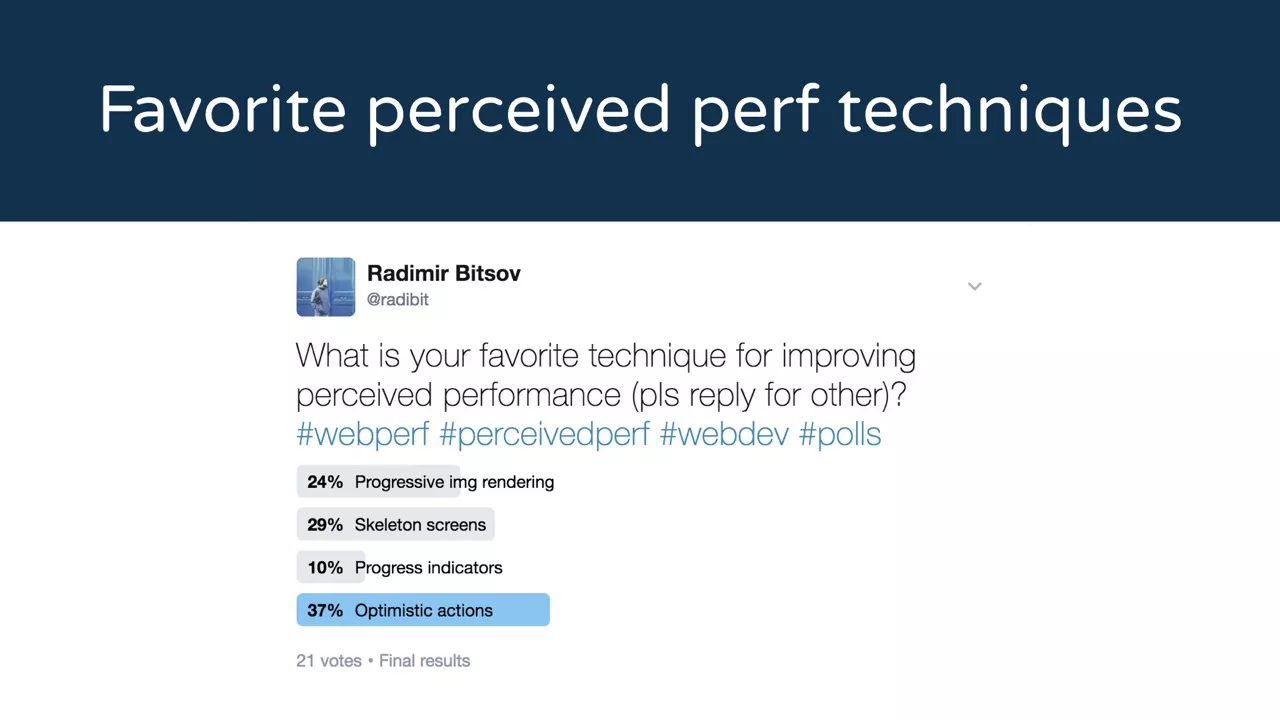 Favorite perceived perf techniques
Radimir Bitsov
@radibit
What is your favorite technique for improving
perceived performance (pls reply for other)?
#webperf #perceivedperf #webdev #polls
24% Progressive img rendering
29% Skeleton screens
10% Progress indicators
37% Optimistic actions
21 votes • Final results